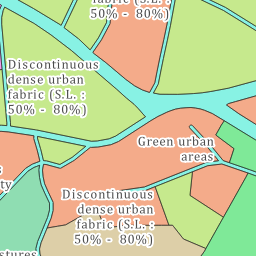 fabric (S.L. :
50% - 80%)
Discontinuous
dense urban
fabric (S.L. :
50% - 80%)
Green urban
areas
Discontinuous
dense urban
fabric (S.L. :
50% - 80%)